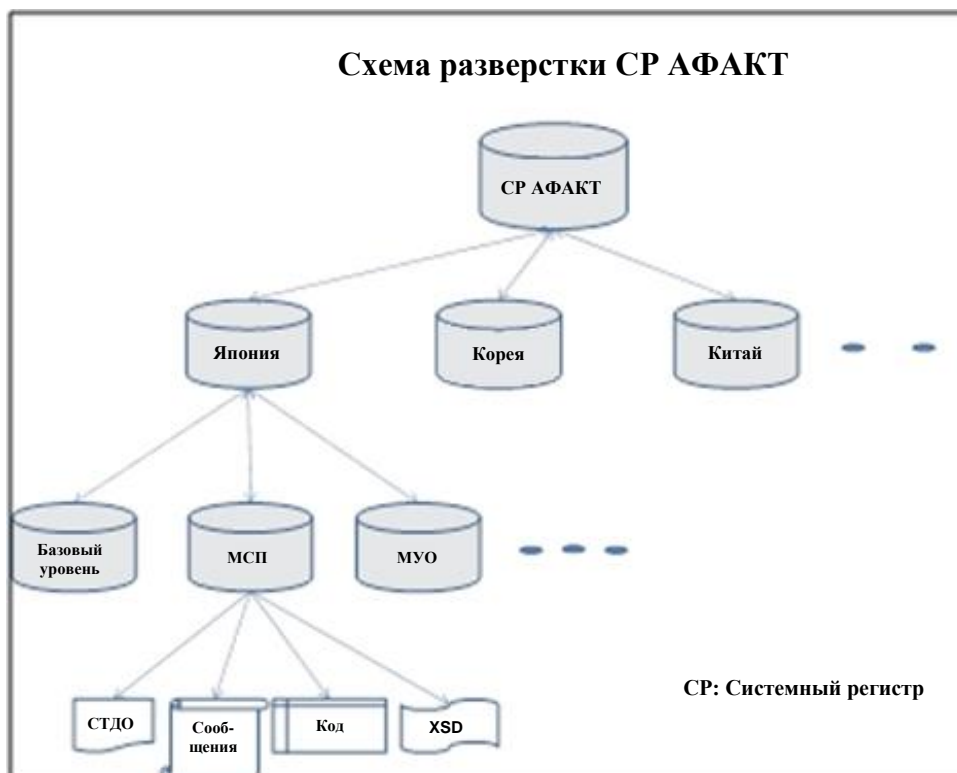 Схема разверстки СР АФАКТ
СР АФАКТ
Япония
Корея
Китай
Базовый
уровень
МСП
МУО
СР: Системный регистр
СТДО
Сооб-
щения
Код
XSD